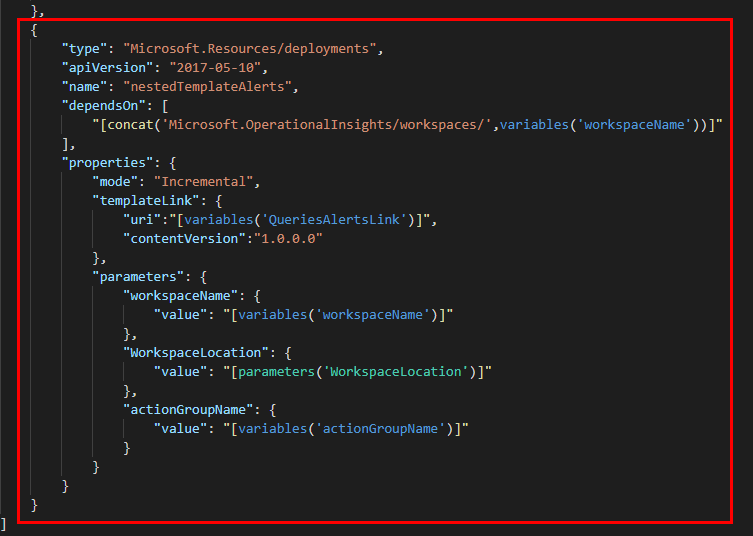 },
{
"type": "Microsoft.Resources/deployments",
"apiVersion": "2017-05-10",
"name": "nestedTemplateAlerts",
"dependsOn": [
"[concat('Microsoft.OperationalInsights/workspaces/',variables('workspaceName'))]"
],
"properties": {
"mode": "Incremental",
"templateLink": {
"uri":"[variables('QueriesAlertsLink')]",
"contentVersion":"1.0.0.0"
},
"parameters": {
"workspaceName": {
"value": "[variables('workspaceName')]"
},
"WorkspaceLocation": {
"value": "[parameters('WorkspaceLocation')]"
},
"actionGroupName": {
"value": "[variables('actionGroupName')]"
}
}
}
}
]